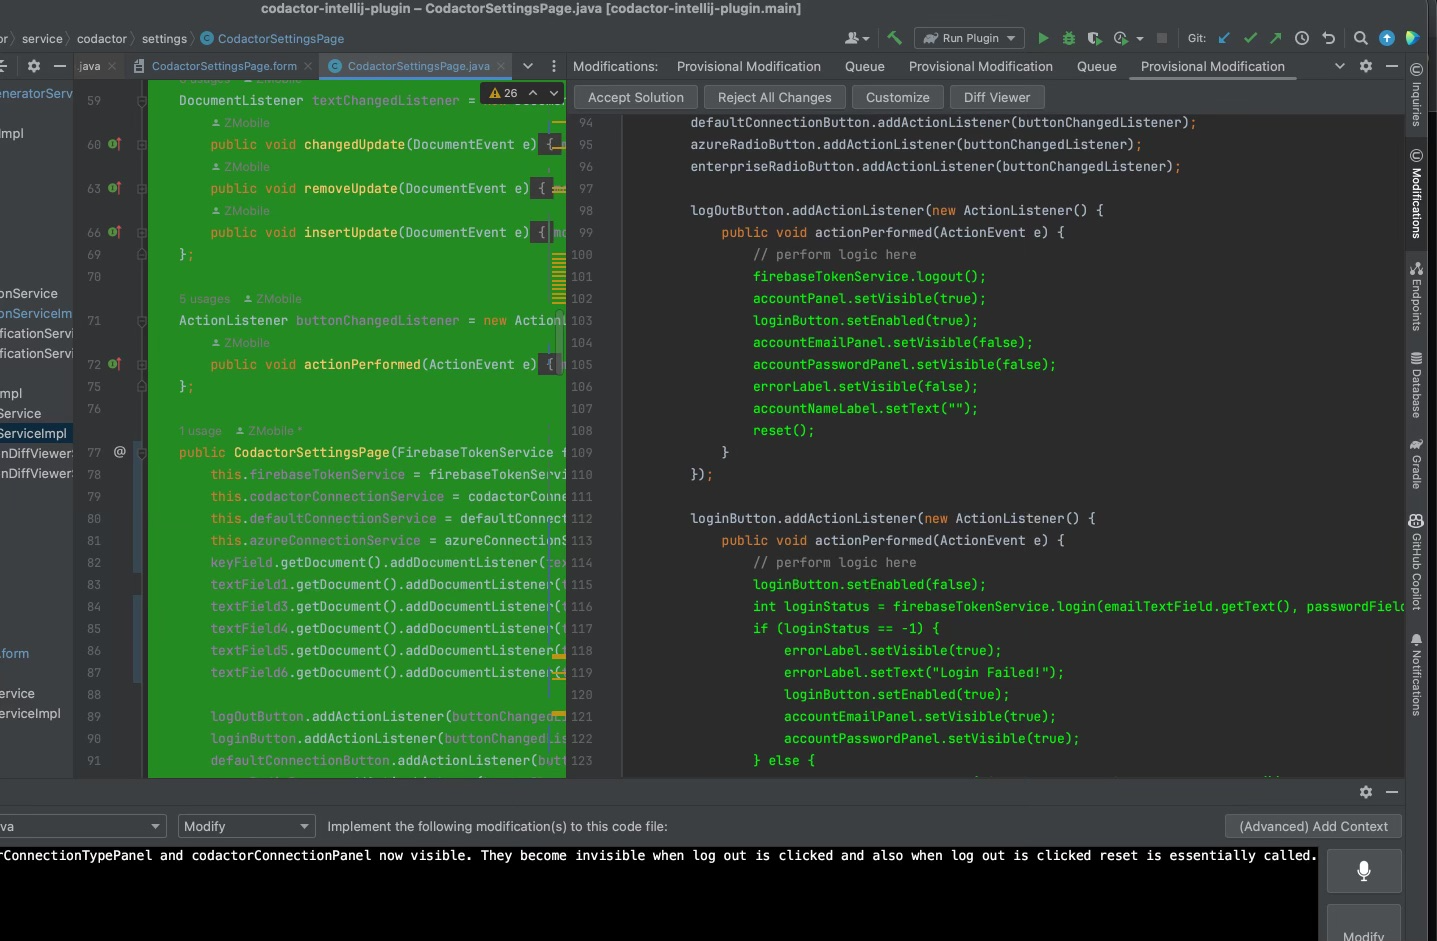 codactor-intellij-plugin – CodactorSettingsPage.java [codactor-intellij-plugin.main]
or service codactor settings CodactorSettingsPage
Run Plugin
Git:
.java
CodactorSettingsPage.form
CodactorSettingsPage.java
Modifications: Provisional Modification Queue Provisional Modification Queue Provisional Modification
Accept Solution
Reject All Changes
Customize
Diff Viewer
eneratorServ
mpl
onService
onServiceIm
ficationServi
ficationServi
mpl
Service
ServiceImpl
nDiffViewer
nDiffViewer
.form
ervice
erviceImpl
26
59 DocumentListener textChangedListener =
ZMobile
60 public void changedUpdate(DocumentEvent e) {
ZMobile
63 public void removeUpdate(DocumentEvent e) {
ZMobile
66 public void insertUpdate(DocumentEvent e) {
69 };
70
5 usages ZMobile
71 ActionListener buttonChangedListener = new Action
ZMobile
72 public void actionPerformed(ActionEvent e) {
75 };
76
1 usage ZMobile *
77 @ public CodactorSettingsPage(FirebaseTokenService f
78 this.firebaseTokenService = firebaseTokenServi
79 this.codactorConnectionService = codactorConne
80 this.defaultConnectionService = defaultConnect
81 this.azureConnectionService = azureConnectionS
82 keyField.getDocument().addDocumentListener(tex
83 textField1.getDocument().addDocumentListener(t
84 textField3.getDocument().addDocumentListener(t
85 textField4.getDocument().addDocumentListener(t
86 textField5.getDocument().addDocumentListener(t
87 textField6.getDocument().addDocumentListener(t
88
89 logOutButton.addActionListener(buttonChangedLi
90 loginButton.addActionListener(buttonChangedLis
91 defaultConnectionButton.addActionListener(butt
94 defaultConnectionButton.addActionListener(buttonChangedListener);
95 azureRadioButton.addActionListener(buttonChangedListener);
96 enterpriseRadioButton.addActionListener(buttonChangedListener);
97
98 logOutButton.addActionListener(new ActionListener() {
99 public void actionPerformed(ActionEvent e) {
100 // perform logic here
101 firebaseTokenService.logout();
102 accountPanel.setVisible(true);
103 loginButton.setEnabled(true);
104 accountEmailPanel.setVisible(false);
105 accountPasswordPanel.setVisible(false);
106 errorLabel.setVisible(false);
107 accountNameLabel.setText("");
108 reset();
109 }
110 });
111
112 loginButton.addActionListener(new ActionListener() {
113 public void actionPerformed(ActionEvent e) {
114 // perform logic here
115 loginButton.setEnabled(false);
116 int loginStatus = firebaseTokenService.login(emailTextField.getText(), passwordFiel
117 if (loginStatus == -1) {
118 errorLabel.setVisible(true);
119 errorLabel.setText("Login Failed!");
120 loginButton.setEnabled(true);
121 accountEmailPanel.setVisible(true);
122 accountPasswordPanel.setVisible(true);
123 } else {
Inquiries
Modifications
Endpoints
Database
Gradle
GitHub Copilot
Notifications
va
Modify
Implement the following modification(s) to this code file:
(Advanced) Add Context
rConnectionTypePanel and codactorConnectionPanel now visible. They become invisible when log out is clicked and also when log out is clicked reset is essentially called.
Modify